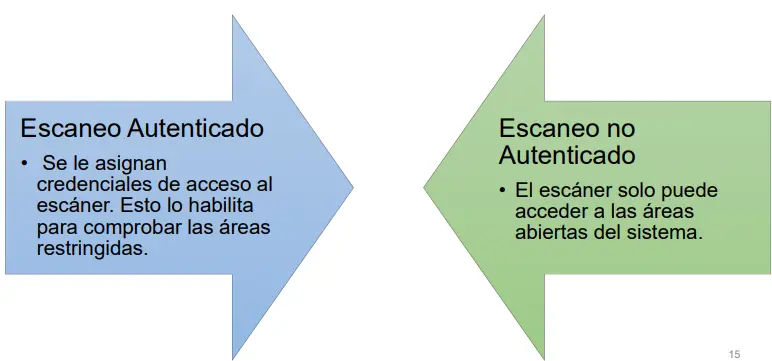 Escaneo Autenticado
• Se le asignan
credenciales de acceso al
escáner. Esto lo habilita
para comprobar las áreas
restringidas.
Escaneo no
Autenticado
• El escáner solo puede
acceder a las áreas
abiertas del sistema.
15